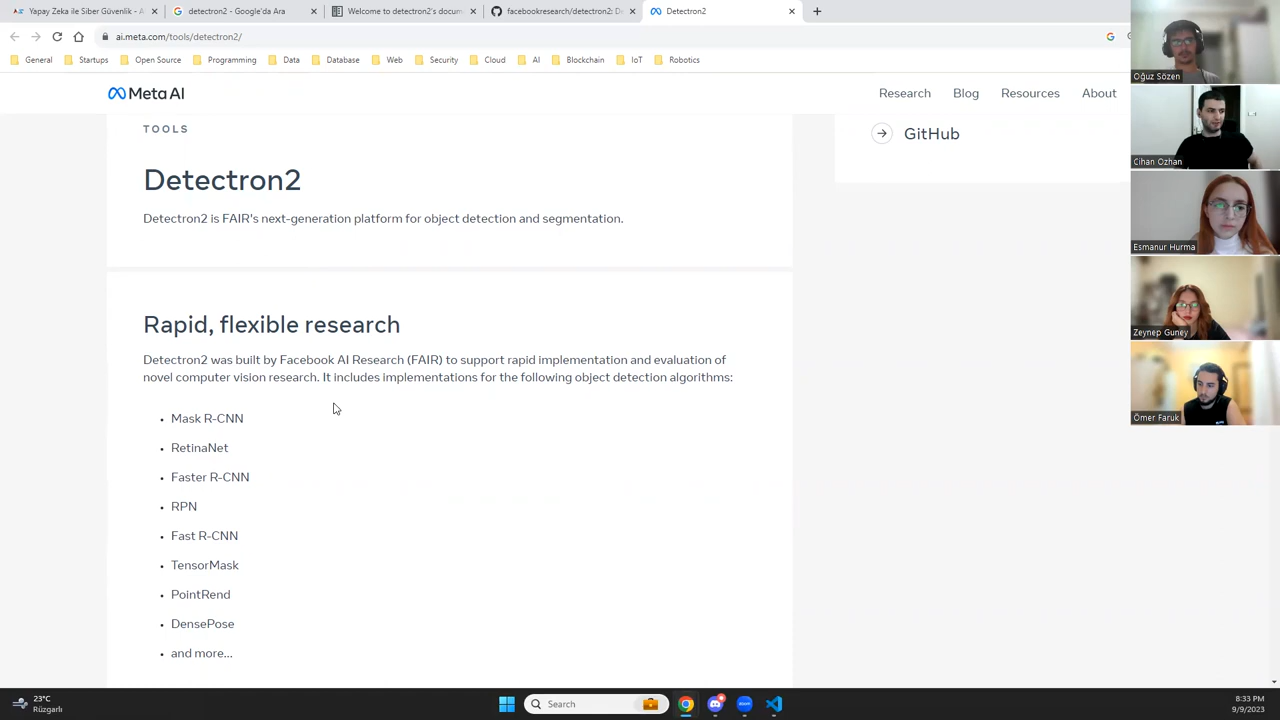 Yapay Zeka ile Siber Güvenlik - A
detectron2 - Google'da Ara
Welcome to detectron2's docum
facebookresearch/detectron2: De
Detectron2
ai.meta.com/tools/detectron2/
General
Startups
Open Source
Programming
Data
Database
Web
Security
Cloud
AI
Blockchain
IoT
Robotics
Meta AI
Research
Blog
Resources
About
TOOLS
Detectron2
Detectron2 is FAIR's next-generation platform for object detection and segmentation.
Rapid, flexible research
Detectron2 was built by Facebook AI Research (FAIR) to support rapid implementation and evaluation of
novel computer vision research. It includes implementations for the following object detection algorithms:
• Mask R-CNN
• RetinaNet
• Faster R-CNN
• RPN
• Fast R-CNN
• TensorMask
• PointRend
• DensePose
• and more...
GitHub
Oğuz Sözen
Cihan Ozhan
Esmanur Hurma
Zeynep Guney
Ömer Faruk
23°C
Rüzgarlı
Search
8:33 PM
9/9/2023